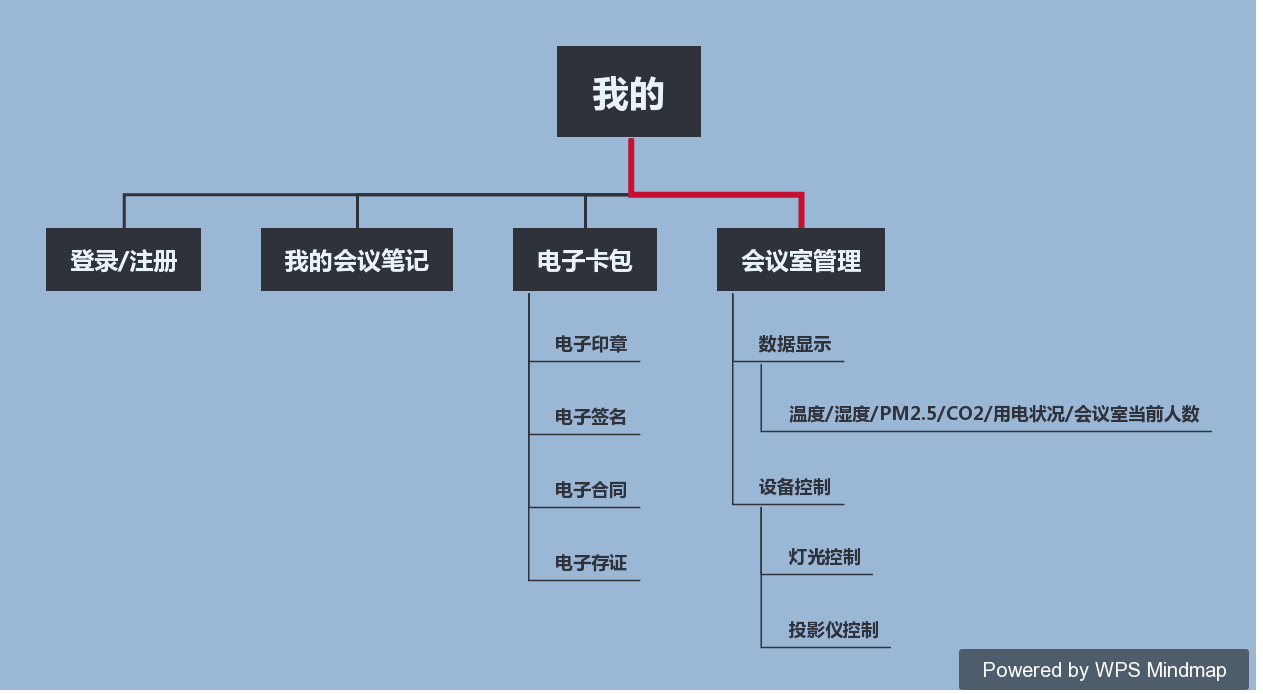 我的
登录/注册
我的会议笔记
电子卡包
会议室管理
电子印章
电子签名
电子合同
电子存证
数据显示
温度/湿度/PM2.5/CO2/用电状况/会议室当前人数
设备控制
灯光控制
投影仪控制
Powered by WPS Mindmap